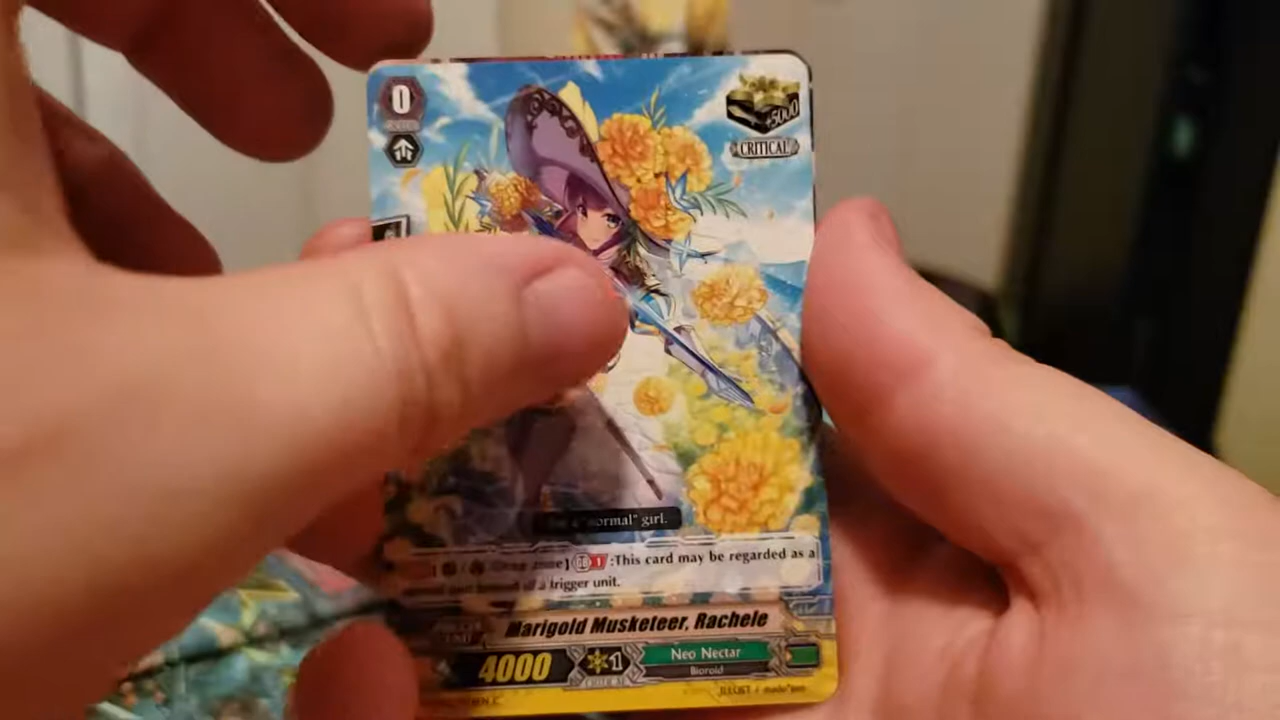 0
+5000
CRITICAL
"normal" girl.
:This card may be regarded as a
of a trigger unit.
Marigold Musketeer, Rachele
4000
1
Neo Nectar
Bioroid